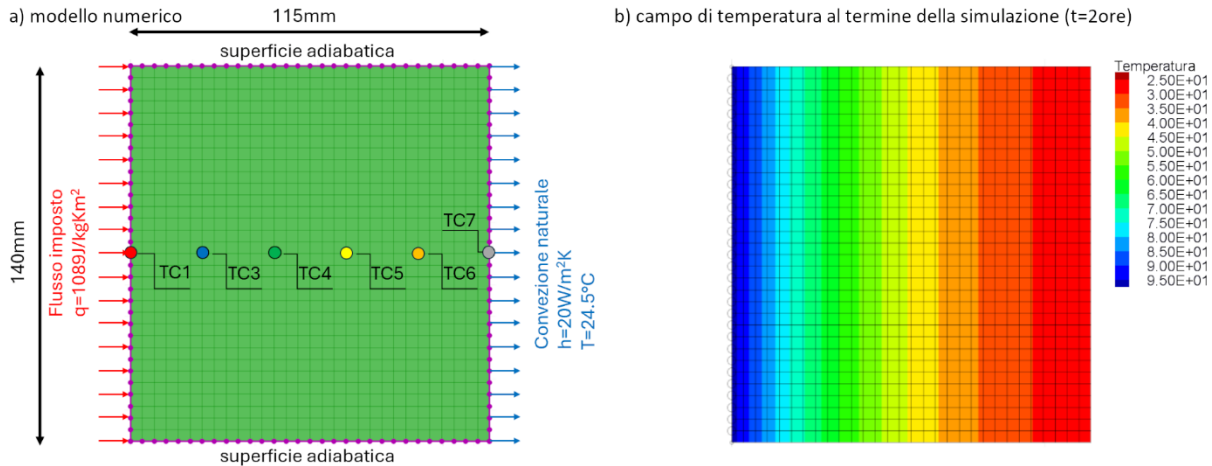 a) modello numerico
115mm
superficie adiabatica
140mm
Flusso imposto
q=1089J/kgKm²
TC1
TC3
TC4
TC5
TC6
TC7
Convezione naturale
h=20W/m²K
T=24.5°C
superficie adiabatica
b) campo di temperatura al termine della simulazione (t=2ore)
Temperatura
2.50E+01
3.00E+01
3.50E+01
4.00E+01
4.50E+01
5.00E+01
5.50E+01
6.00E+01
6.50E+01
7.00E+01
7.50E+01
8.00E+01
8.50E+01
9.00E+01
9.50E+01